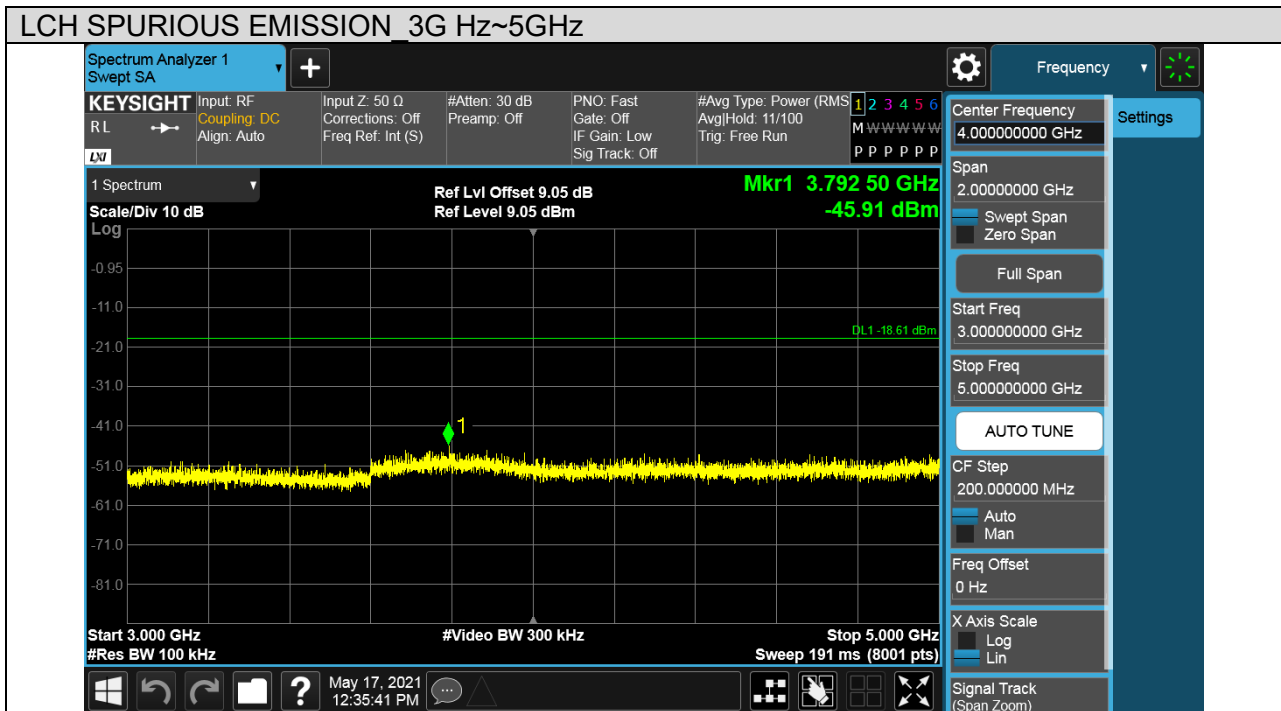 LCH SPURIOUS EMISSION_3G Hz~5GHz
Spectrum Analyzer 1
Swept SA
Frequency
KEYSIGHT
R L
LXI
Input: RF
Coupling: DC
Align: Auto
Input Z: 50 Ω
Corrections: Off
Freq Ref: Int (S)
#Atten: 30 dB
Preamp: Off
PNO: Fast
Gate: Off
IF Gain: Low
Sig Track: Off
#Avg Type: Power (RMS
Avg|Hold: 11/100
Trig: Free Run
1 2 3 4 5 6
M W W W W W
P P P P P P
Center Frequency
4.000000000 GHz
Settings
Span
2.00000000 GHz
Swept Span
Zero Span
Full Span
Start Freq
3.000000000 GHz
Stop Freq
5.000000000 GHz
AUTO TUNE
CF Step
200.000000 MHz
Auto
Man
Freq Offset
0 Hz
X Axis Scale
Log
Lin
Signal Track
(Span Zoom)
1 Spectrum
Scale/Div 10 dB
Log
Ref Lvl Offset 9.05 dB
Ref Level 9.05 dBm
Mkr1 3.792 50 GHz
-45.91 dBm
-0.95
-11.0
DL1 -18.61 dBm
-21.0
-31.0
-41.0
1
-51.0
-61.0
-71.0
-81.0
Start 3.000 GHz
#Res BW 100 kHz
#Video BW 300 kHz
Stop 5.000 GHz
Sweep 191 ms (8001 pts)
?
May 17, 2021
12:35:41 PM